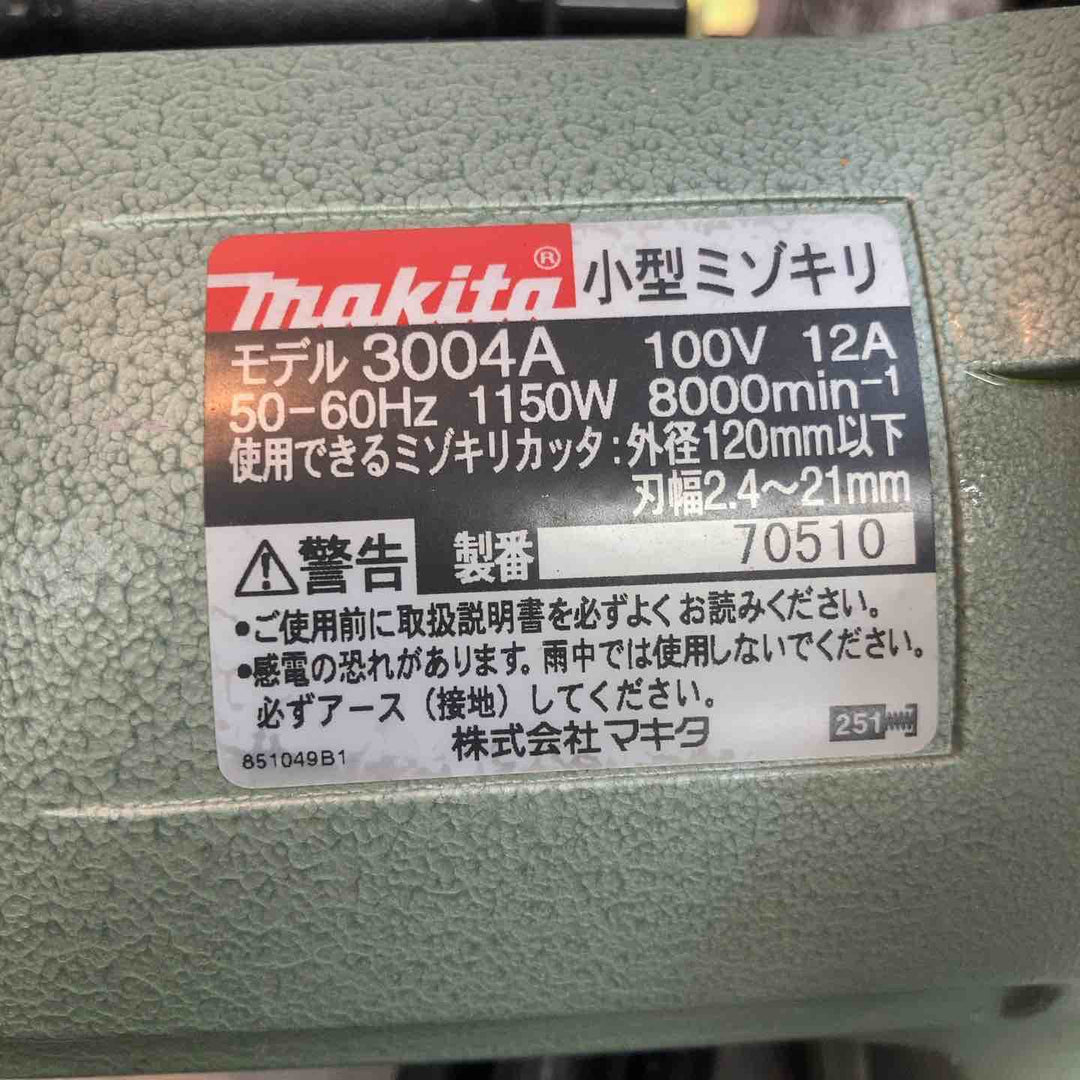 makita® 小型ミゾキリ
モデル 3004A 100V 12A
50-60Hz 1150W 8000min-1
使用できるミゾキリカッタ:外径120mm以下
刃幅2.4～21mm
警告 製番 70510
•ご使用前に取扱説明書を必ずよくお読みください。
•感電の恐れがあります。雨中では使用しないでください。
必ずアース（接地）してください。
株式会社マキタ 251
851049B1